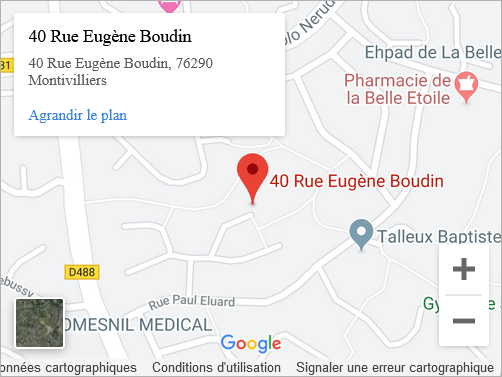 40 Rue Eugène Boudin
40 Rue Eugène Boudin, 76290
Montivilliers
Agrandir le plan
o/o Nerud
Ehpad de La Belle
31
Pharmacie de
la Belle Etoile
40 Rue Eugène Boudin
Talleux Baptiste
D488
ebussy
Rue Paul Eluard
OMESNIL MEDICAL
Gy
e
Google
onnées cartographiques
Conditions d'utilisation
Signaler une erreur cartographique